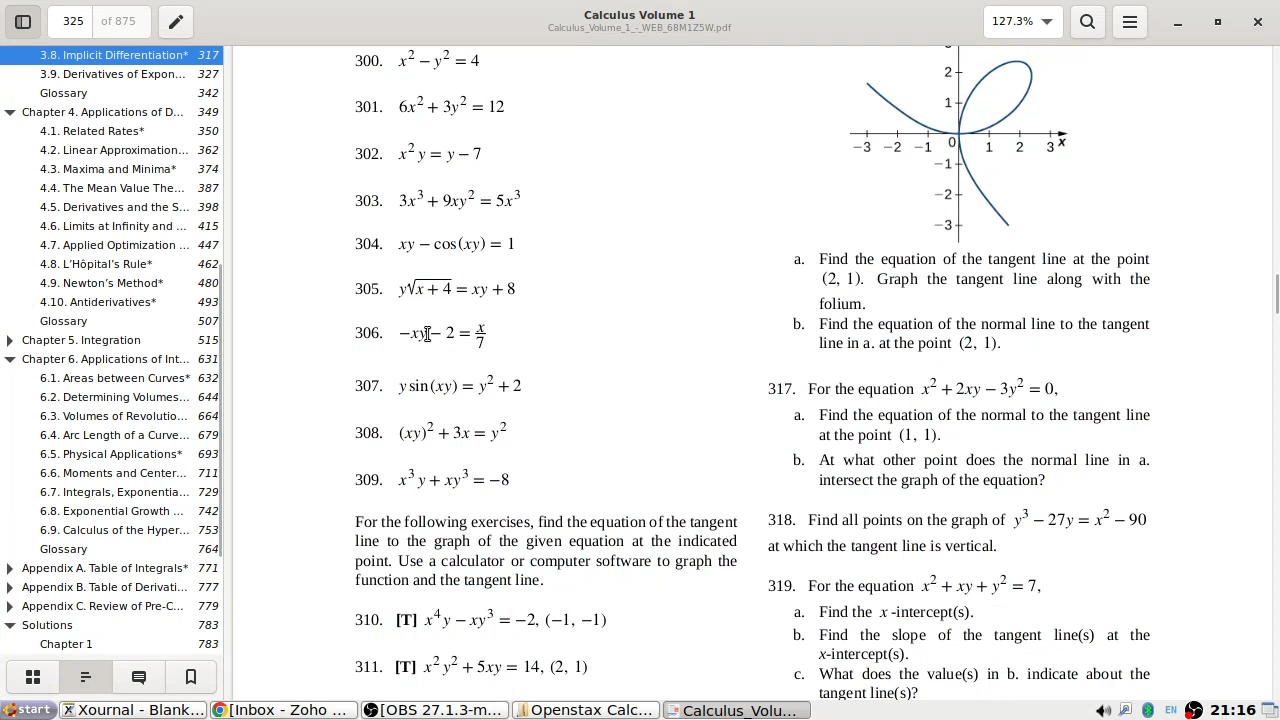 325 of 875
Calculus Volume 1
Calculus_Volume_1_-_WEB_68M1Z5W.pdf
127.3%
3.8. Implicit Differentiation* 317
3.9. Derivatives of Expon... 327
Glossary 342
Chapter 4. Applications of D... 349
4.1. Related Rates* 350
4.2. Linear Approximation... 362
4.3. Maxima and Minima* 374
4.4. The Mean Value The... 387
4.5. Derivatives and the S... 398
4.6. Limits at Infinity and ... 415
4.7. Applied Optimization ... 447
4.8. L’Hôpital’s Rule* 462
4.9. Newton’s Method* 480
4.10. Antiderivatives* 493
Glossary 507
Chapter 5. Integration 515
Chapter 6. Applications of Int... 631
6.1. Areas between Curves* 632
6.2. Determining Volumes... 644
6.3. Volumes of Revolutio... 664
6.4. Arc Length of a Curve... 679
6.5. Physical Applications* 693
6.6. Moments and Center... 711
6.7. Integrals, Exponentia... 729
6.8. Exponential Growth ... 742
6.9. Calculus of the Hyper... 753
Glossary 764
Appendix A. Table of Integrals* 771
Appendix B. Table of Derivati... 777
Appendix C. Review of Pre-C... 779
Solutions 783
Chapter 1 783
300. x² − y² = 4
301. 6x² + 3y² = 12
302. x² y = y − 7
303. 3x³ + 9xy² = 5x³
304. xy − cos(xy) = 1
305. y√(x + 4) = xy + 8
306. −xy − 2 = x/7
307. y sin(xy) = y² + 2
308. (xy)² + 3x = y²
309. x³ y + xy³ = −8
For the following exercises, find the equation of the tangent
line to the graph of the given equation at the indicated
point. Use a calculator or computer software to graph the
function and the tangent line.
310. [T] x⁴ y − xy³ = −2, (−1, −1)
311. [T] x² y² + 5xy = 14, (2, 1)
2
1
−3 −2 −1 0 1 2 3 x
−1
−2
−3
a. Find the equation of the tangent line at the point
(2, 1). Graph the tangent line along with the
folium.
b. Find the equation of the normal line to the tangent
line in a. at the point (2, 1).
317. For the equation x² + 2xy − 3y² = 0,
a. Find the equation of the normal to the tangent line
at the point (1, 1).
b. At what other point does the normal line in a.
intersect the graph of the equation?
318. Find all points on the graph of y³ − 27y = x² − 90
at which the tangent line is vertical.
319. For the equation x² + xy + y² = 7,
a. Find the x -intercept(s).
b. Find the slope of the tangent line(s) at the
x-intercept(s).
c. What does the value(s) in b. indicate about the
tangent line(s)?
start
Xournal - Blank...
[Inbox - Zoho ...
[OBS 27.1.3-m...
Openstax Calc...
Calculus_Volu...
EN
21:16